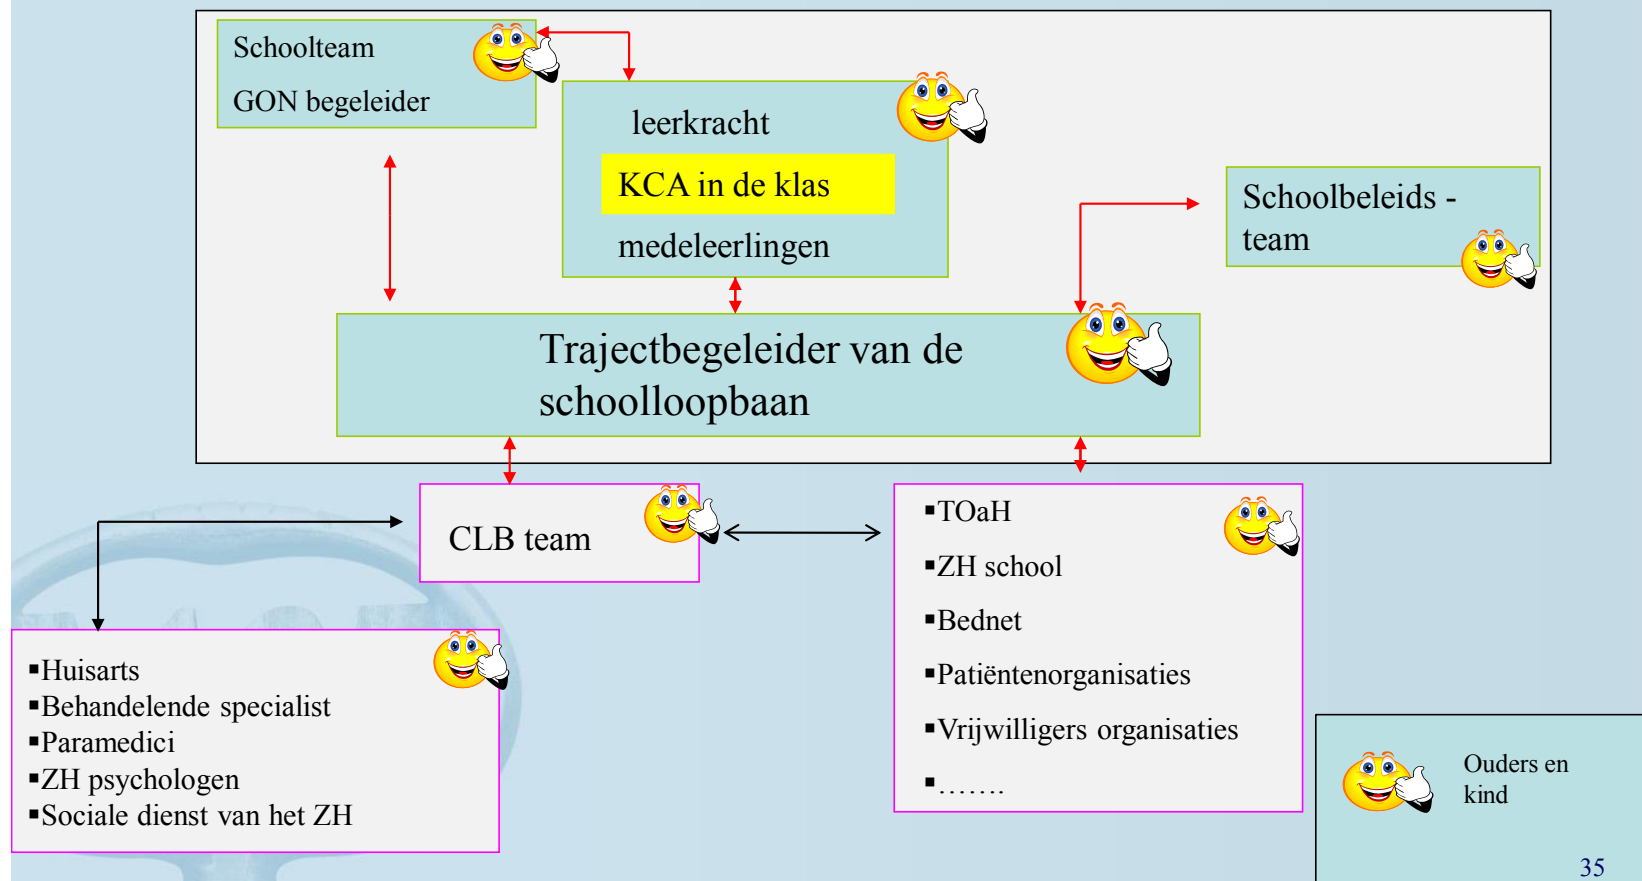 Schoolteam
GON begeleider
leerkracht
KCA in de klas
medeleerlingen
Schoolbeleids -
team
Trajectbegeleider van de
schoolloopbaan
CLB team
▪TOaH
▪ZH school
▪Bednet
▪Patiëntenorganisaties
▪Vrijwilligers organisaties
▪…….
▪Huisarts
▪Behandelende specialist
▪Paramedici
▪ZH psychologen
▪Sociale dienst van het ZH
Ouders en
kind
35